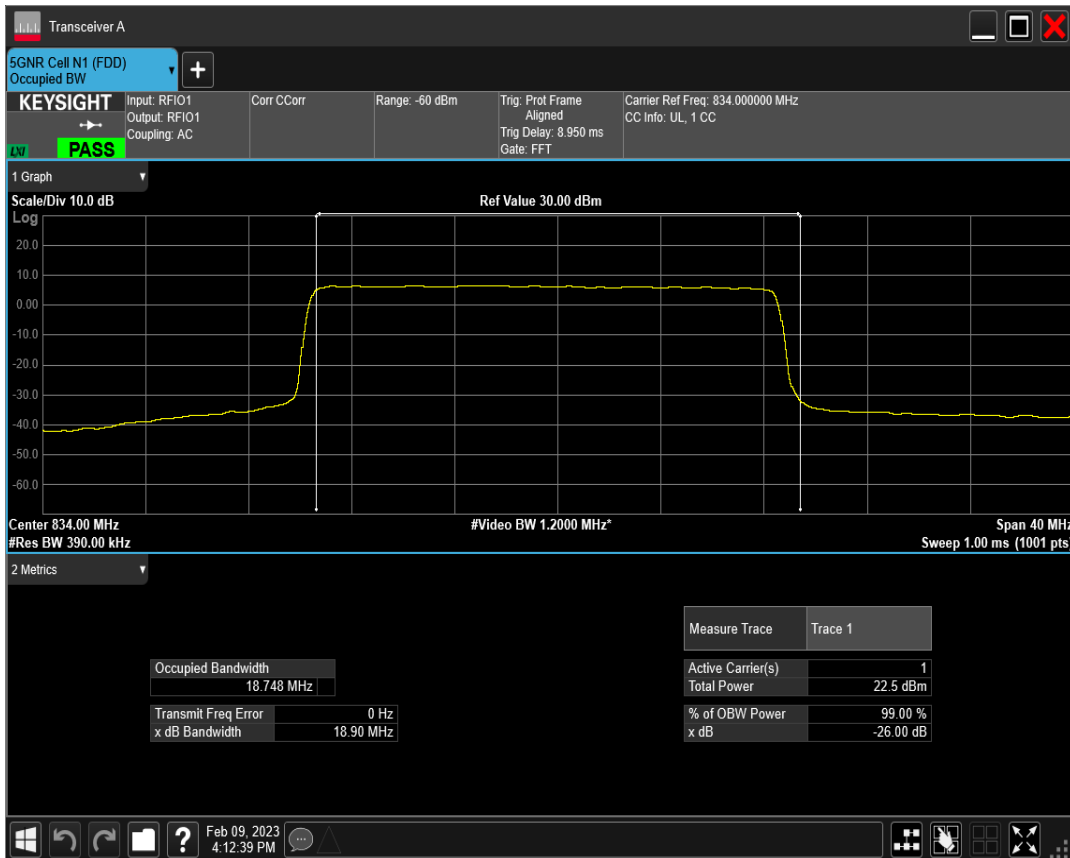 Transceiver A
5GNR Cell N1 (FDD)
Occupied BW
+
KEYSIGHT
LXI
PASS
Input: RFIO1
Output: RFIO1
Coupling: AC
Corr CCorr
Range: -60 dBm
Trig: Prot Frame
Aligned
Trig Delay: 8.950 ms
Gate: FFT
Carrier Ref Freq: 834.000000 MHz
CC Info: UL, 1 CC
1 Graph
Scale/Div 10.0 dB
Ref Value 30.00 dBm
Log
20.0
10.0
0.00
-10.0
-20.0
-30.0
-40.0
-50.0
-60.0
Center 834.00 MHz
#Video BW 1.2000 MHz*
Span 40 MHz
#Res BW 390.00 kHz
Sweep 1.00 ms (1001 pts)
2 Metrics
Measure Trace Trace 1
Occupied Bandwidth
18.748 MHz
Active Carrier(s) 1
Total Power 22.5 dBm
Transmit Freq Error 0 Hz
x dB Bandwidth 18.90 MHz
% of OBW Power 99.00 %
x dB -26.00 dB
?
Feb 09, 2023
4:12:39 PM